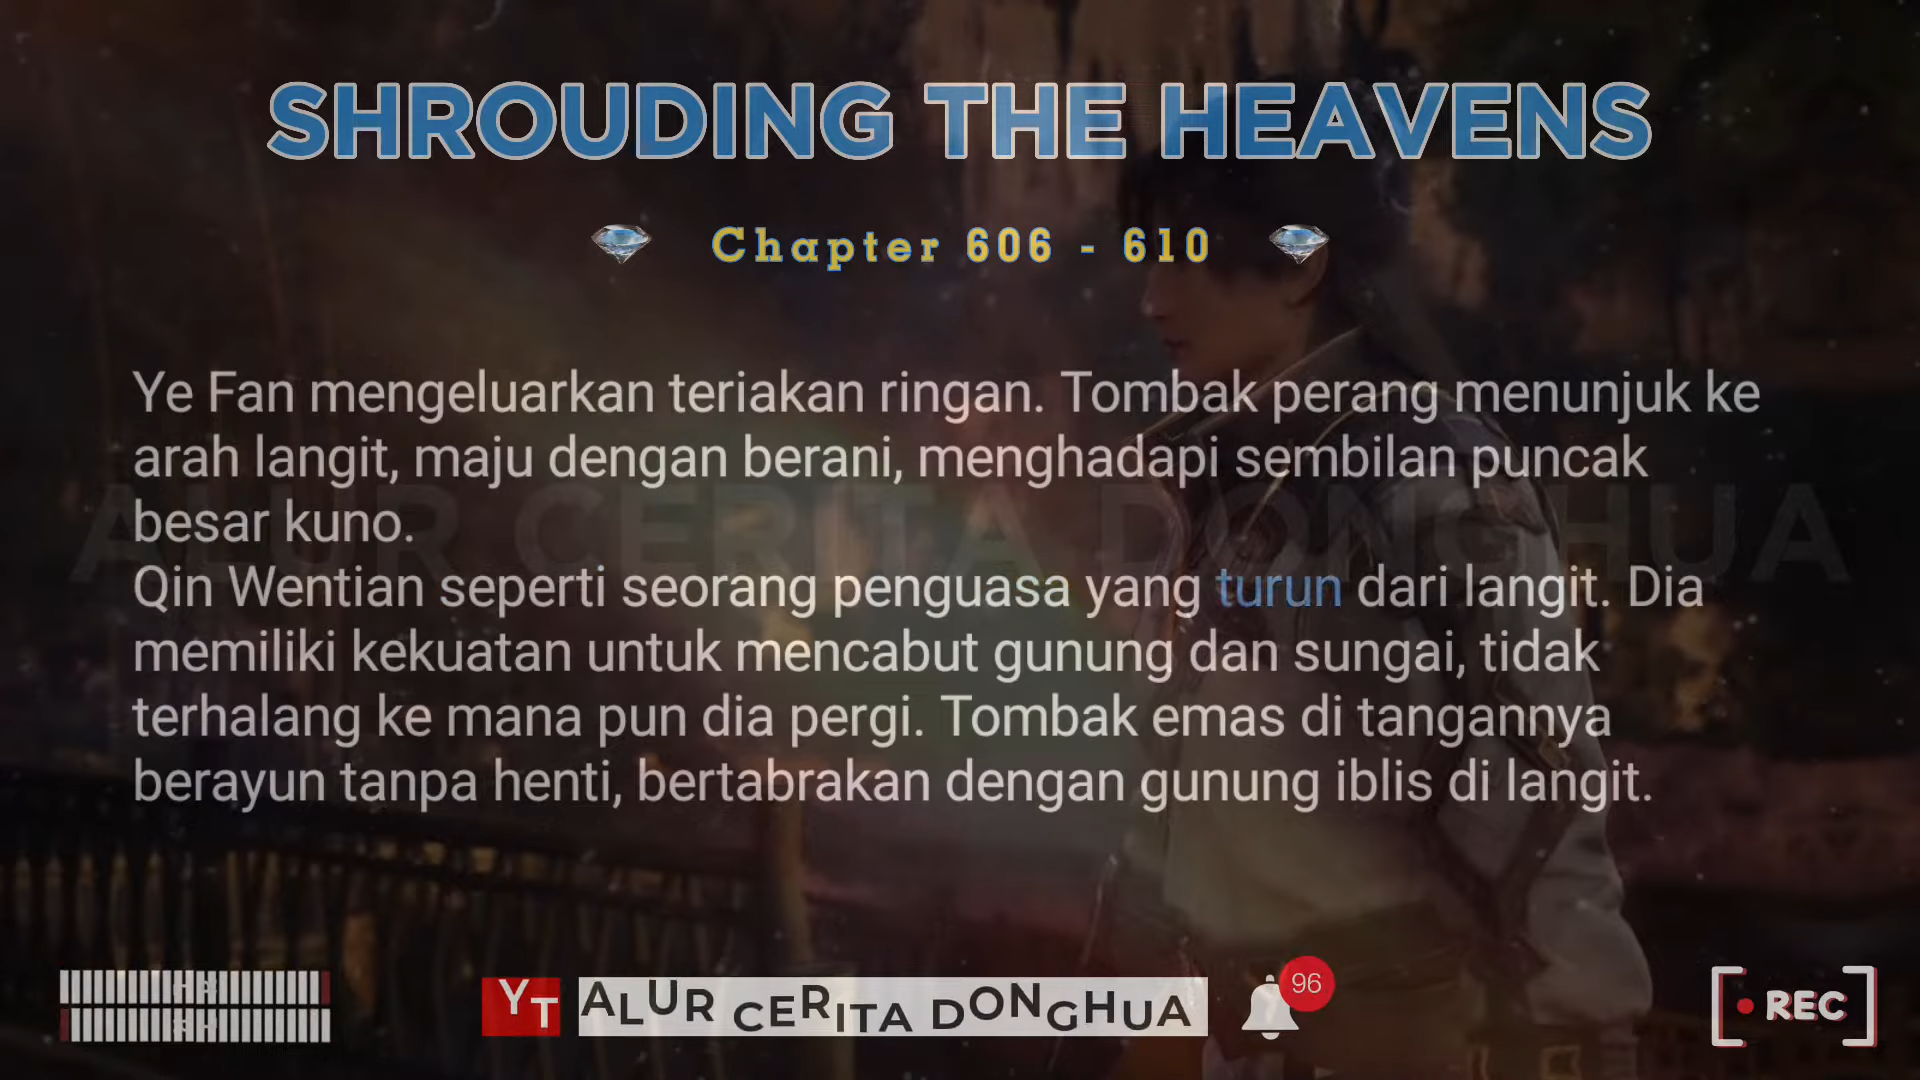 SHROUDING THE HEAVENS
Chapter 606 - 610
Ye Fan mengeluarkan teriakan ringan. Tombak perang menunjuk ke
arah langit, maju dengan berani, menghadapi sembilan puncak
besar kuno.
Qin Wentian seperti seorang penguasa yang turun dari langit. Dia
memiliki kekuatan untuk mencabut gunung dan sungai, tidak
terhalang ke mana pun dia pergi. Tombak emas di tangannya
berayun tanpa henti, bertabrakan dengan gunung iblis di langit.
ALUR CERITA DONGHUA
YT ALUR CERITA DONGHUA
96
REC